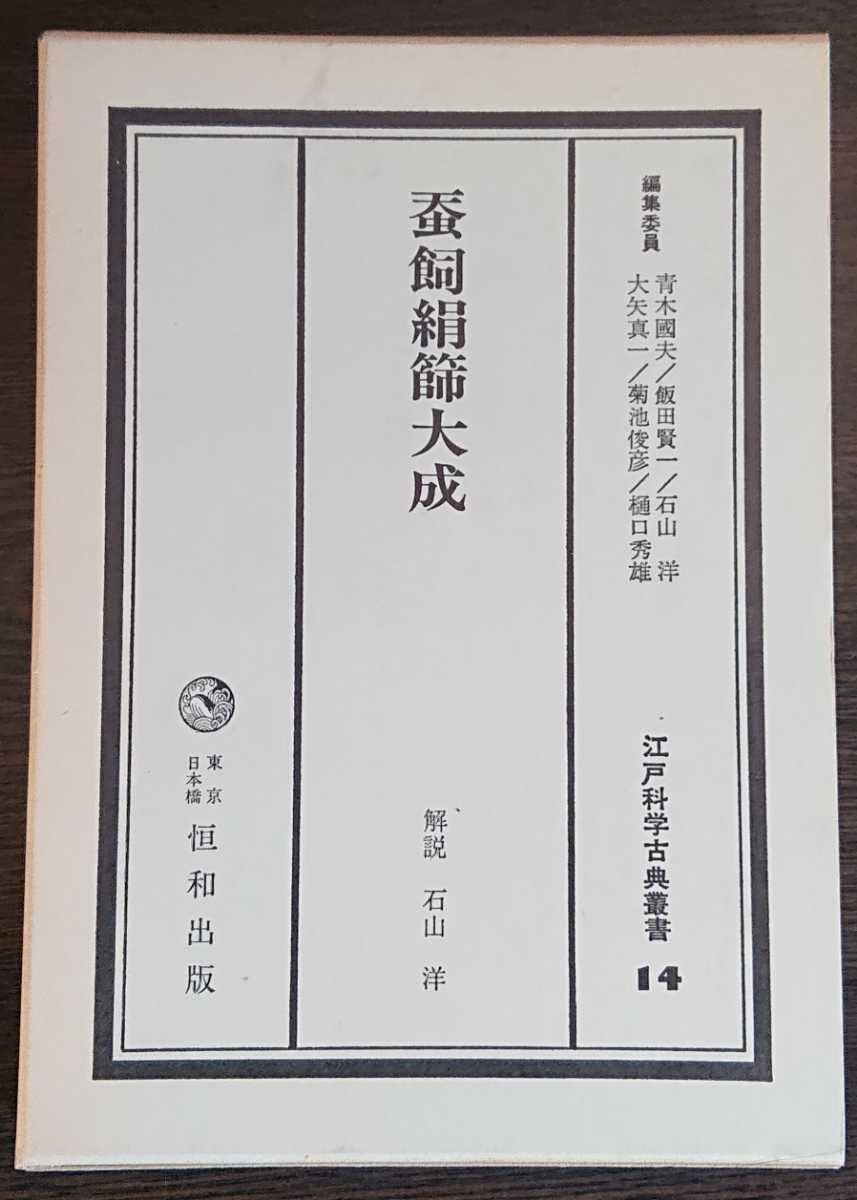 編集委員
青木國夫/飯田賢一/石山 洋
大矢真一/菊池俊彦/樋口秀雄
江戸科学古典叢書 14
蚕飼絹篩大成
解説 石山 洋
東京
日本橋
恒和出版